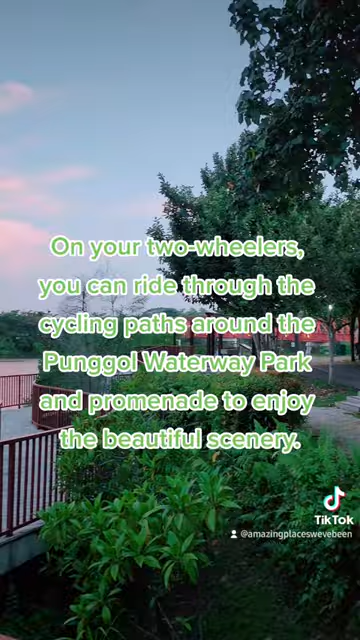 On your two-wheelers,
you can ride through the
cycling paths around the
Punggol Waterway Park
and promenade to enjoy
the beautiful scenery.
TikTok
@amazingplaceswevebeen